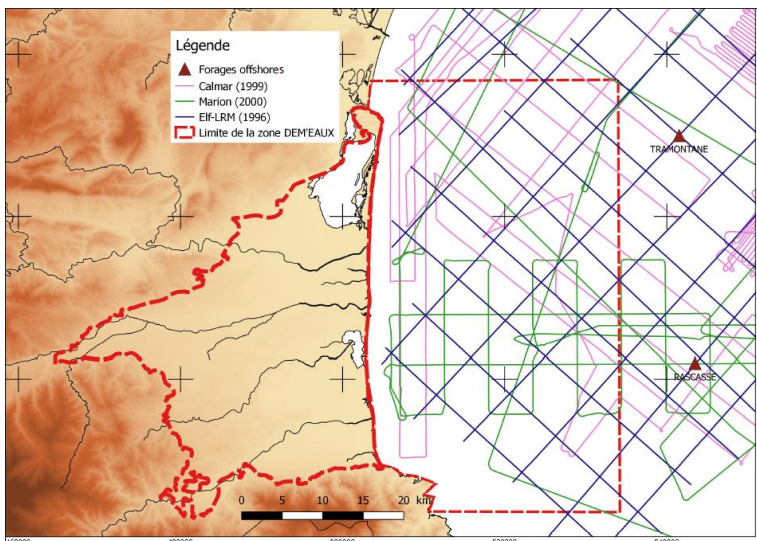 Légende
Forages offshores
Calmar (1999)
Marion (2000)
Elf-LRM (1996)
Limite de la zone DEM'EAUX
TRAMONTANE
RASCASSE
0 5 10 15 20 km